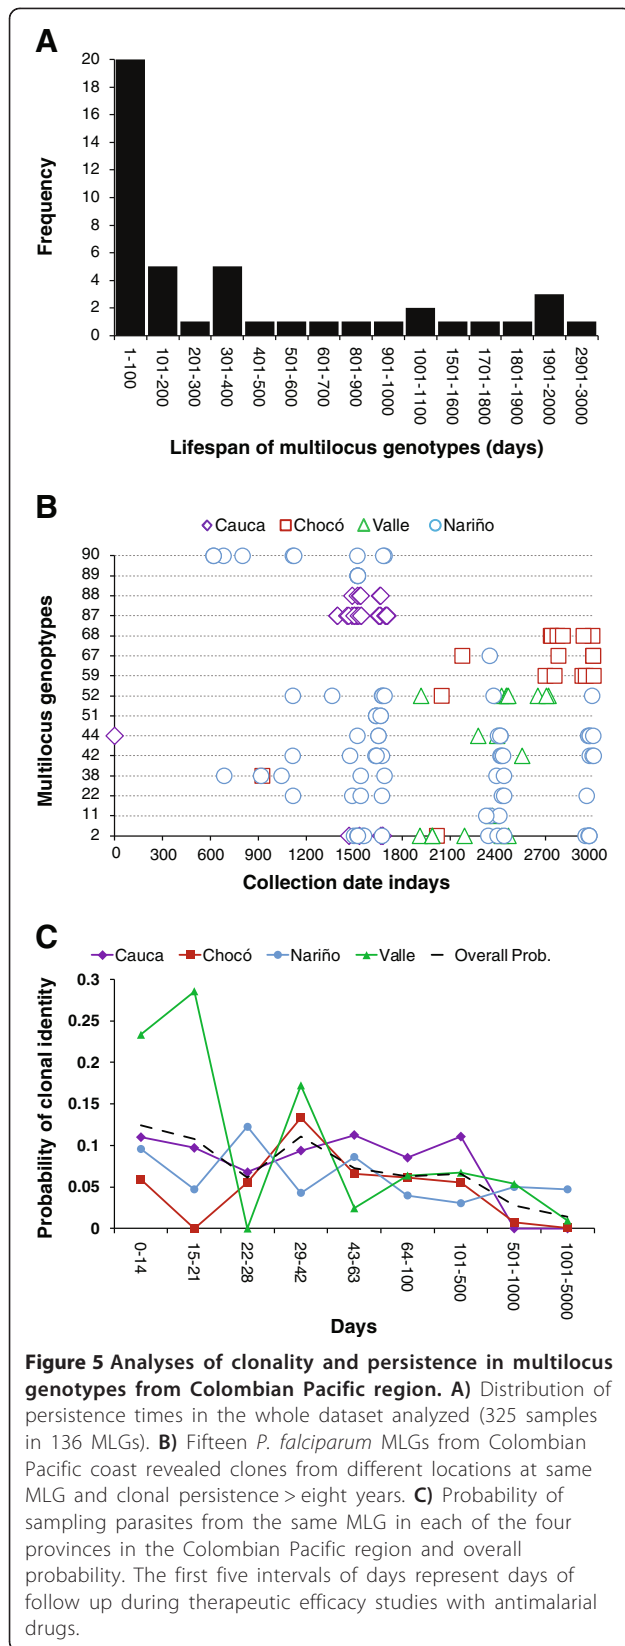 A
20
18
16
14
12
10
8
6
4
2
0
Frequency
1-100
101-200
201-300
301-400
401-500
501-600
601-700
801-900
901-1000
1001-1100
1501-1600
1701-1800
1801-1900
1901-2000
2901-3000
Lifespan of multilocus genotypes (days)
B
Cauca Chocó Valle Nariño
90
89
88
87
68
67
59
52
51
44
42
38
22
11
2
Multilocus genoptypes
0 300 600 900 1200 1500 1800 2100 2400 2700 3000
Collection date indays
C
Cauca Chocó Nariño Valle Overall Prob.
0.3
0.25
0.2
0.15
0.1
0.05
0
Probability of clonal identity
0-14
15-21
22-28
29-42
43-63
64-100
101-500
501-1000
1001-5000
Days
Figure 5 Analyses of clonality and persistence in multilocus
genotypes from Colombian Pacific region. A) Distribution of
persistence times in the whole dataset analyzed (325 samples
in 136 MLGs). B) Fifteen P. falciparum MLGs from Colombian
Pacific coast revealed clones from different locations at same
MLG and clonal persistence > eight years. C) Probability of
sampling parasites from the same MLG in each of the four
provinces in the Colombian Pacific region and overall
probability. The first five intervals of days represent days of
follow up during therapeutic efficacy studies with antimalarial
drugs.